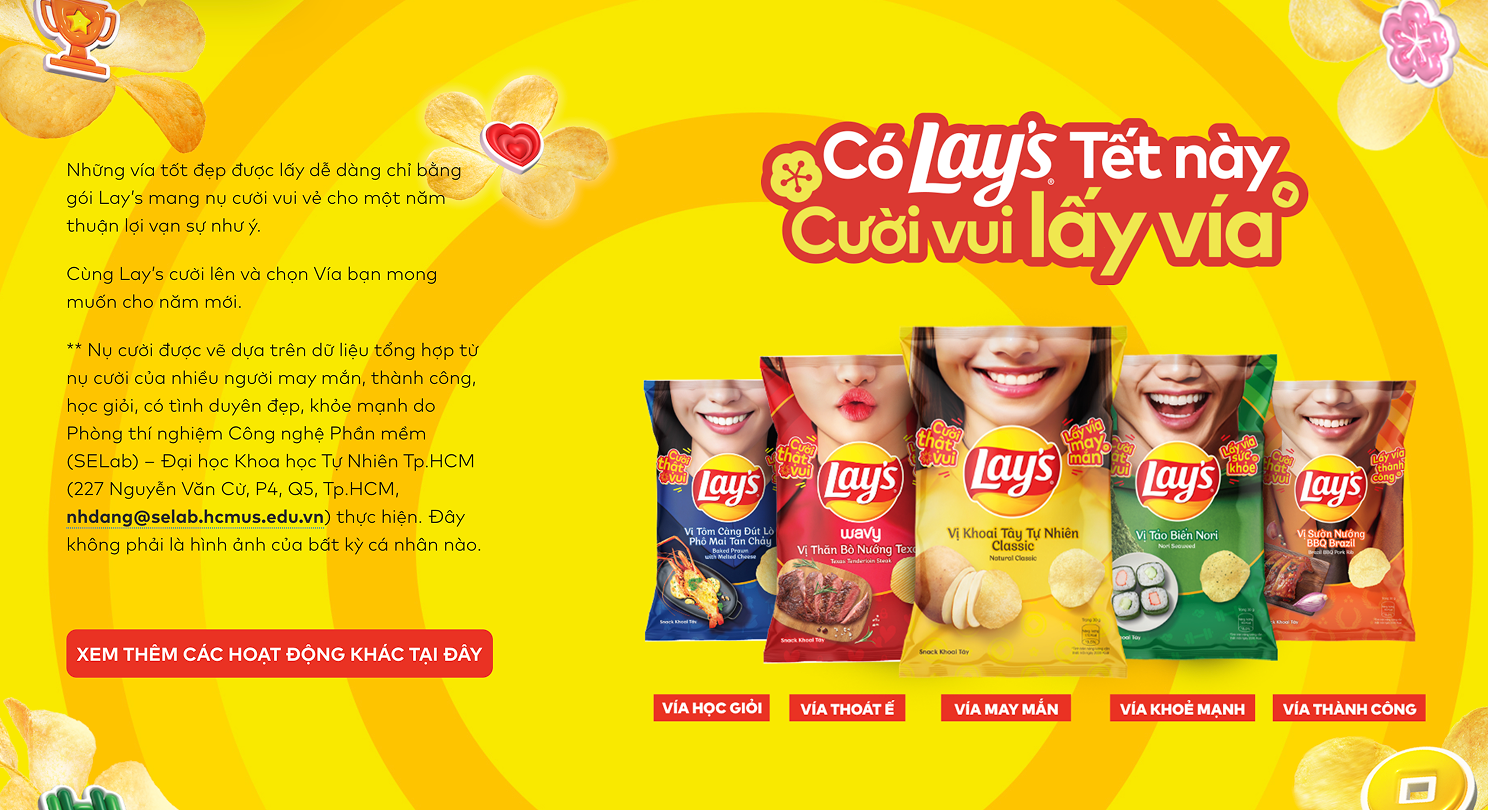 Những vía tốt đẹp được lấy dễ dàng chỉ bằng
gói Lay's mang nụ cười vui vẻ cho một năm
thuận lợi vạn sự như ý.
Cùng Lay's cười lên và chọn Vía bạn mong
muốn cho năm mới.
** Nụ cười được vẽ dựa trên dữ liệu tổng hợp từ
nụ cười của nhiều người may mắn, thành công,
học giỏi, có tình duyên đẹp, khỏe mạnh do
Phòng thí nghiệm Công nghệ Phần mềm
(SELab) – Đại học Khoa học Tự Nhiên Tp.HCM
(227 Nguyễn Văn Cừ, P4, Q5, Tp.HCM,
nhdang@selab.hcmus.edu.vn) thực hiện. Đây
không phải là hình ảnh của bất kỳ cá nhân nào.
XEM THÊM CÁC HOẠT ĐỘNG KHÁC TẠI ĐÂY
Có Lay's Tết này
Cười vui lấy vía
Cười
thật
vui
Lay's
Vị Tôm Càng Đút Lò
Phô Mai Tan Chảy
Baked Prawn
with Melted Cheese
Snack Khoai Tây
Cười
thật
vui
Lay's
wavy
Vị Thăn Bò Nướng
Texas Tenderloin Steak
Snack Khoai Tây
Cười
thật
vui
Lấy vía
may
mắn
Lay's
Vị Khoai Tây Tự Nhiên
Classic
Natural Classic
Snack Khoai Tây
Lấy vía
sức
khỏe
Lay's
Vị Tảo Biển Nori
Nori Seaweed
Cười
thật
vui
Lấy vía
thành
công
Lay's
Vị Sườn Nướng
BBQ Brazil
Brazil BBQ Pork Rib
VÍA HỌC GIỎI
VÍA THOÁT Ế
VÍA MAY MẮN
VÍA KHOẺ MẠNH
VÍA THÀNH CÔNG